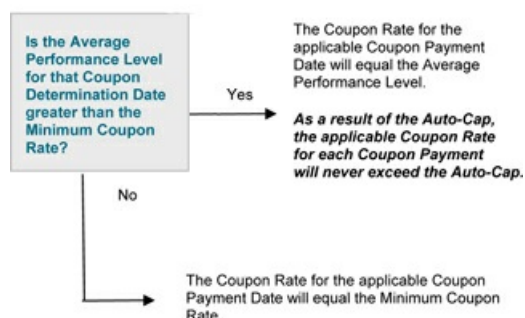 Is the Average
Performance Level
for that Coupon
Determination Date
greater than the
Minimum Coupon
Rate?
Yes
The Coupon Rate for the
applicable Coupon Payment
Date will equal the Average
Performance Level.
As a result of the Auto-Cap,
the applicable Coupon Rate
for each Coupon Payment
will never exceed the Auto-Cap.
No
The Coupon Rate for the applicable Coupon
Payment Date will equal the Minimum Coupon
Rate